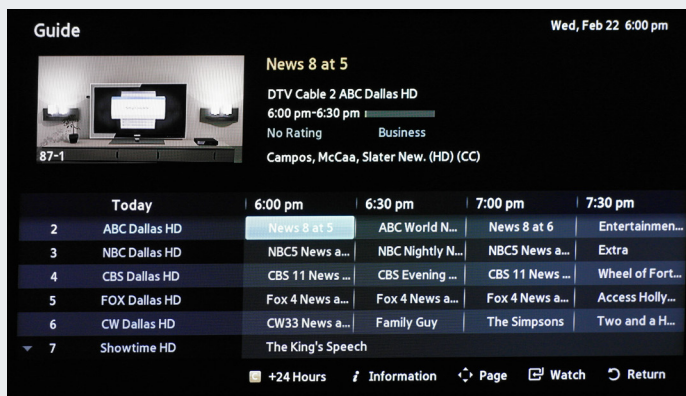 Guide
Wed, Feb 22 6:00 pm
News 8 at 5
DTV Cable 2 ABC Dallas HD
6:00 pm-6:30 pm
No Rating Business
87-1
Campos, McCaa, Slater New. (HD) (CC)
Today 6:00 pm 6:30 pm 7:00 pm 7:30 pm
2 ABC Dallas HD News 8 at 5 ABC World N... News 8 at 6 Entertainmen...
3 NBC Dallas HD NBC5 News a... NBC Nightly N... NBC5 News a... Extra
4 CBS Dallas HD CBS 11 News ... CBS Evening ... CBS 11 News ... Wheel of Fort...
5 FOX Dallas HD Fox 4 News a... Fox 4 News a... Fox 4 News a... Access Holly...
6 CW Dallas HD CW33 News a... Family Guy The Simpsons Two and a H...
7 Showtime HD The King's Speech
C +24 Hours i Information Page Watch Return